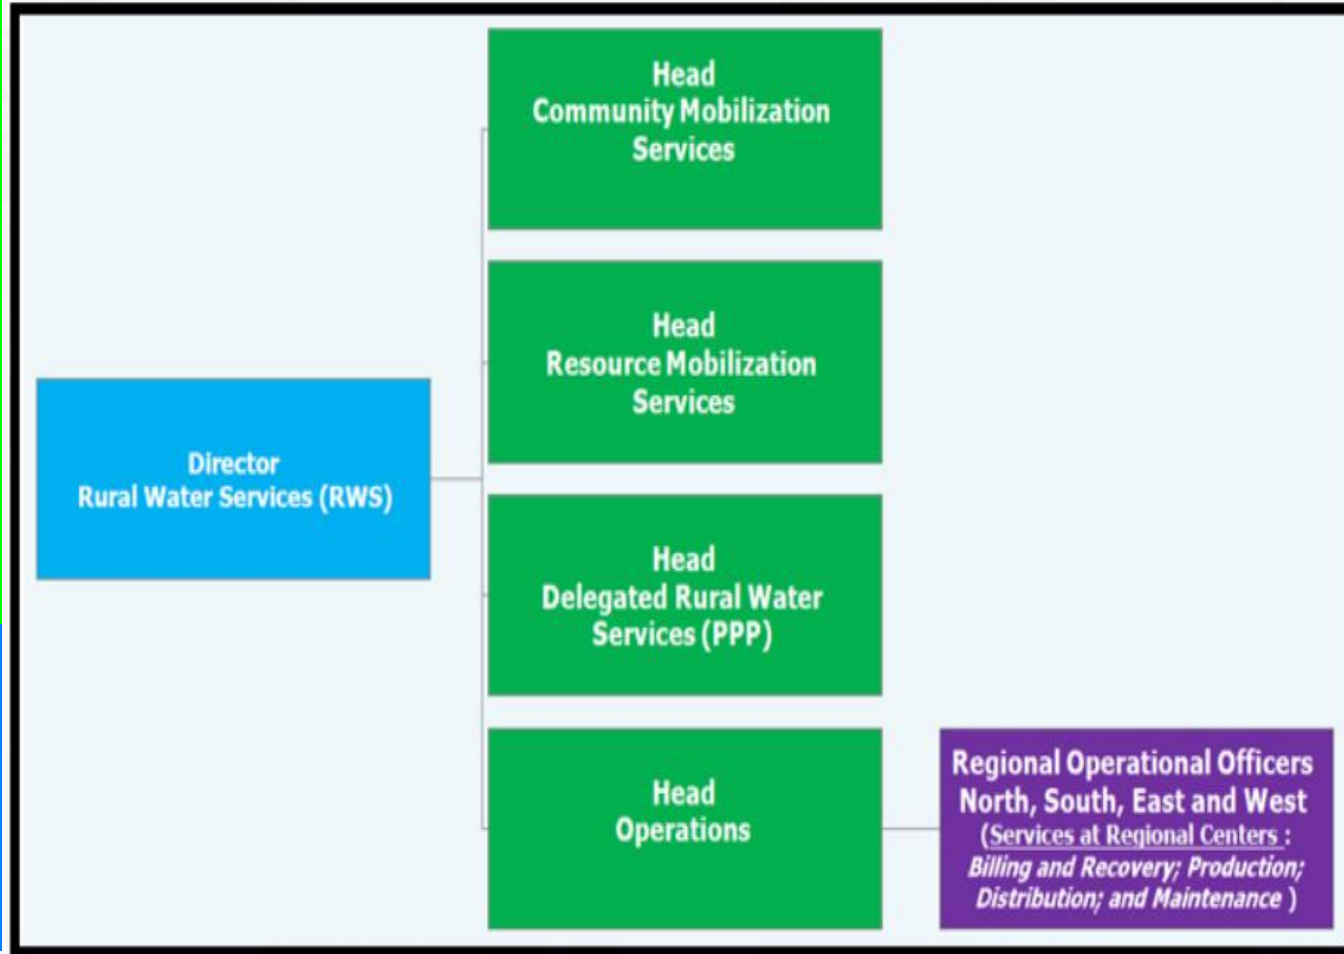 Head
Community Mobilization
Services
Head
Resource Mobilization
Services
Director
Rural Water Services (RWS)
Head
Delegated Rural Water
Services (PPP)
Head
Operations
Regional Operational Officers
North, South, East and West
(Services at Regional Centers :
Billing and Recovery; Production;
Distribution; and Maintenance )